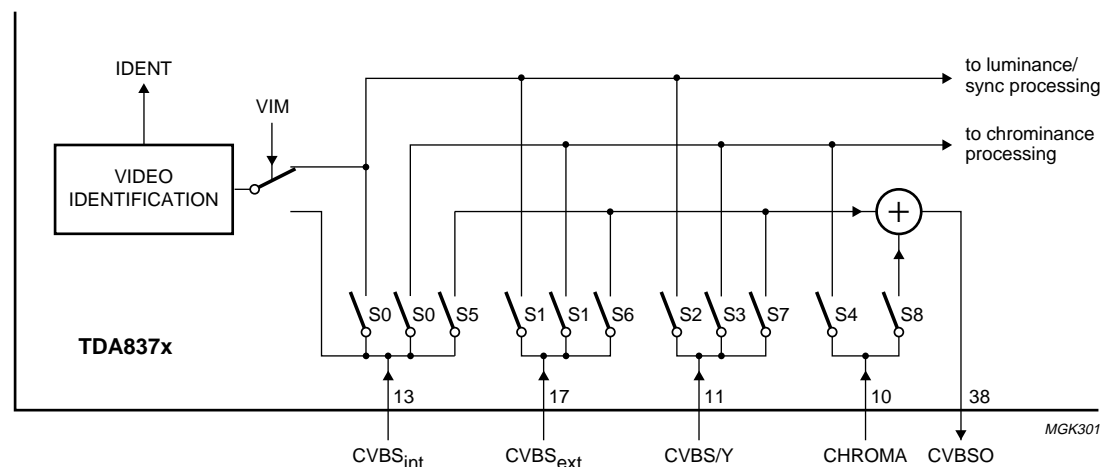 IDENT
to luminance/
sync processing
VIM
to chrominance
processing
VIDEO
IDENTIFICATION
+
S0 S0 S5 S1 S1 S6 S2 S3 S7 S4 S8
TDA837x
13 17 11 10 38
MGK301
CVBSint CVBSext CVBS/Y CHROMA CVBSO